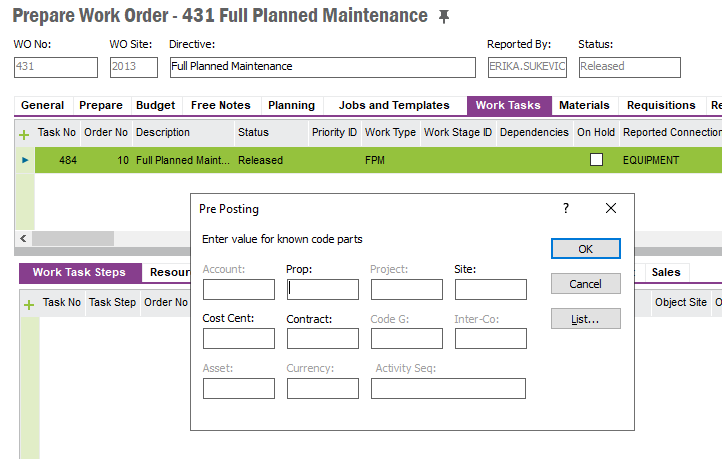 Prepare Work Order - 431 Full Planned Maintenance
WO No: WO Site: Directive: Reported By: Status:
431 2013 Full Planned Maintenance ERIKA.SUKEVIC Released
General Prepare Budget Free Notes Planning Jobs and Templates Work Tasks Materials Requisitions Re
Task No Order No Description Status Priority ID Work Type Work Stage ID Dependencies On Hold Reported Connection
484 10 Full Planned Maint... Released FPM EQUIPMENT
Pre Posting ?
Enter value for known code parts
OK
Account: Prop: Project: Site:
Cancel
Cost Cent: Contract: Code G: Inter-Co:
List...
Asset: Currency: Activity Seq:
Work Task Steps Resour Sales
Task No Task Step Order No Object Site O